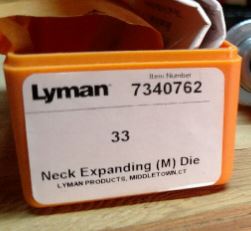 Item Number
Lyman 7340762
33
Neck Expanding (M) Die
LYMAN PRODUCTS, MIDDLETOWN, CT